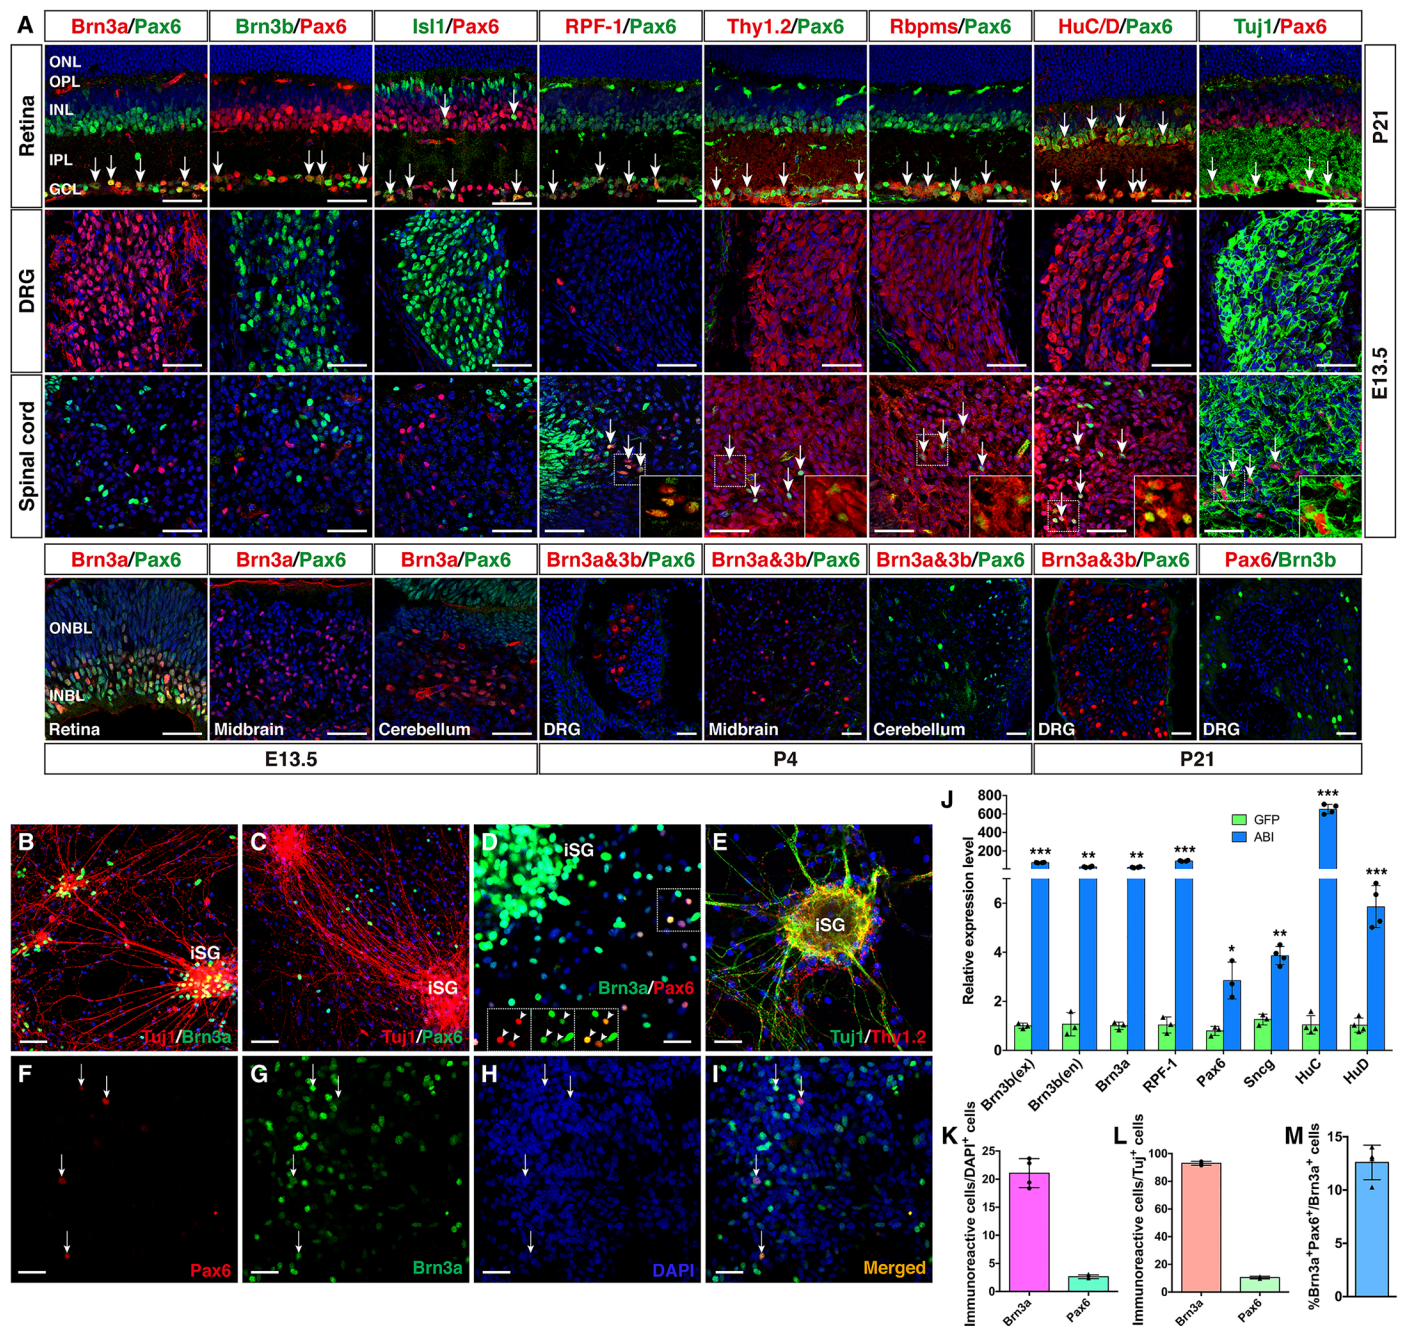 A
Brn3a/Pax6 Brn3b/Pax6 Isl1/Pax6 RPF-1/Pax6 Thy1.2/Pax6 Rbpms/Pax6 HuC/D/Pax6 Tuj1/Pax6
Retina
ONL
OPL
INL
IPL
GCL
P21
DRG
E13.5
Spinal cord
Brn3a/Pax6 Brn3a/Pax6 Brn3a/Pax6 Brn3a&3b/Pax6 Brn3a&3b/Pax6 Brn3a&3b/Pax6 Brn3a&3b/Pax6 Pax6/Brn3b
ONBL
INBL
Retina Midbrain Cerebellum DRG Midbrain Cerebellum DRG DRG
E13.5 P4 P21
B
iSG
Tuj1/Brn3a
C
iSG
Tuj1/Pax6
D
iSG
Brn3a/Pax6
E
iSG
Tuj1/Thy1.2
F
Pax6
G
Brn3a
H
DAPI
I
Merged
J
Relative expression level
800
600
400
200
6
4
2
0
GFP
ABI
*** ** ** *** * ** *** ***
Brn3b(ex) Brn3b(en) Brn3a RPF-1 Pax6 Sncg HuC HuD
K
Immunoreactive cells/DAPI+ cells
25
20
15
10
5
0
Brn3a Pax6
L
Immunoreactive cells/Tuj+ cells
100
80
60
40
20
0
Brn3a Pax6
M
%Brn3a+Pax6+/Brn3a+ cells
15
10
5
0